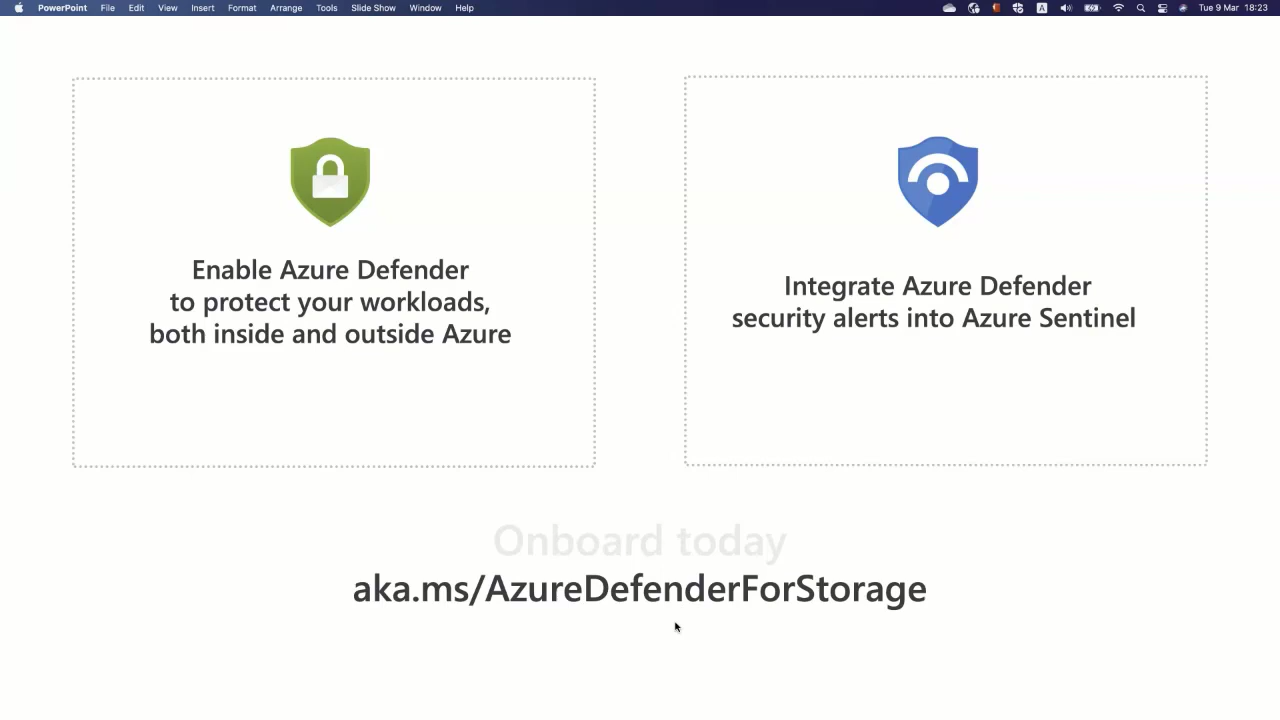 PowerPoint File Edit View Insert Format Arrange Tools Slide Show Window Help A Tue 9 Mar 18:23
Enable Azure Defender
to protect your workloads,
both inside and outside Azure
Integrate Azure Defender
security alerts into Azure Sentinel
Onboard today
aka.ms/AzureDefenderForStorage